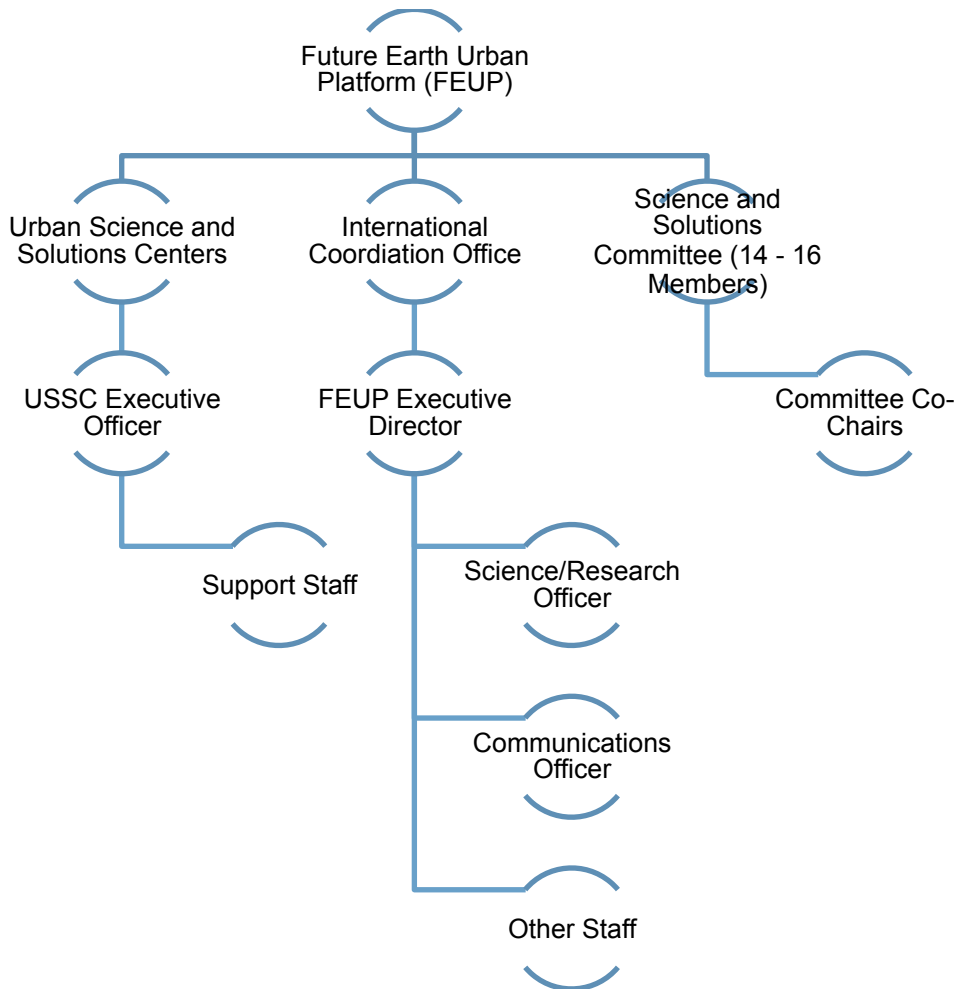 Future Earth Urban
Platform (FEUP)
Urban Science and
Solutions Centers
International
Coordiation Office
Science and
Solutions
Committee (14 - 16
Members)
USSC Executive
Officer
FEUP Executive
Director
Committee Co-
Chairs
Support Staff
Science/Research
Officer
Communications
Officer
Other Staff